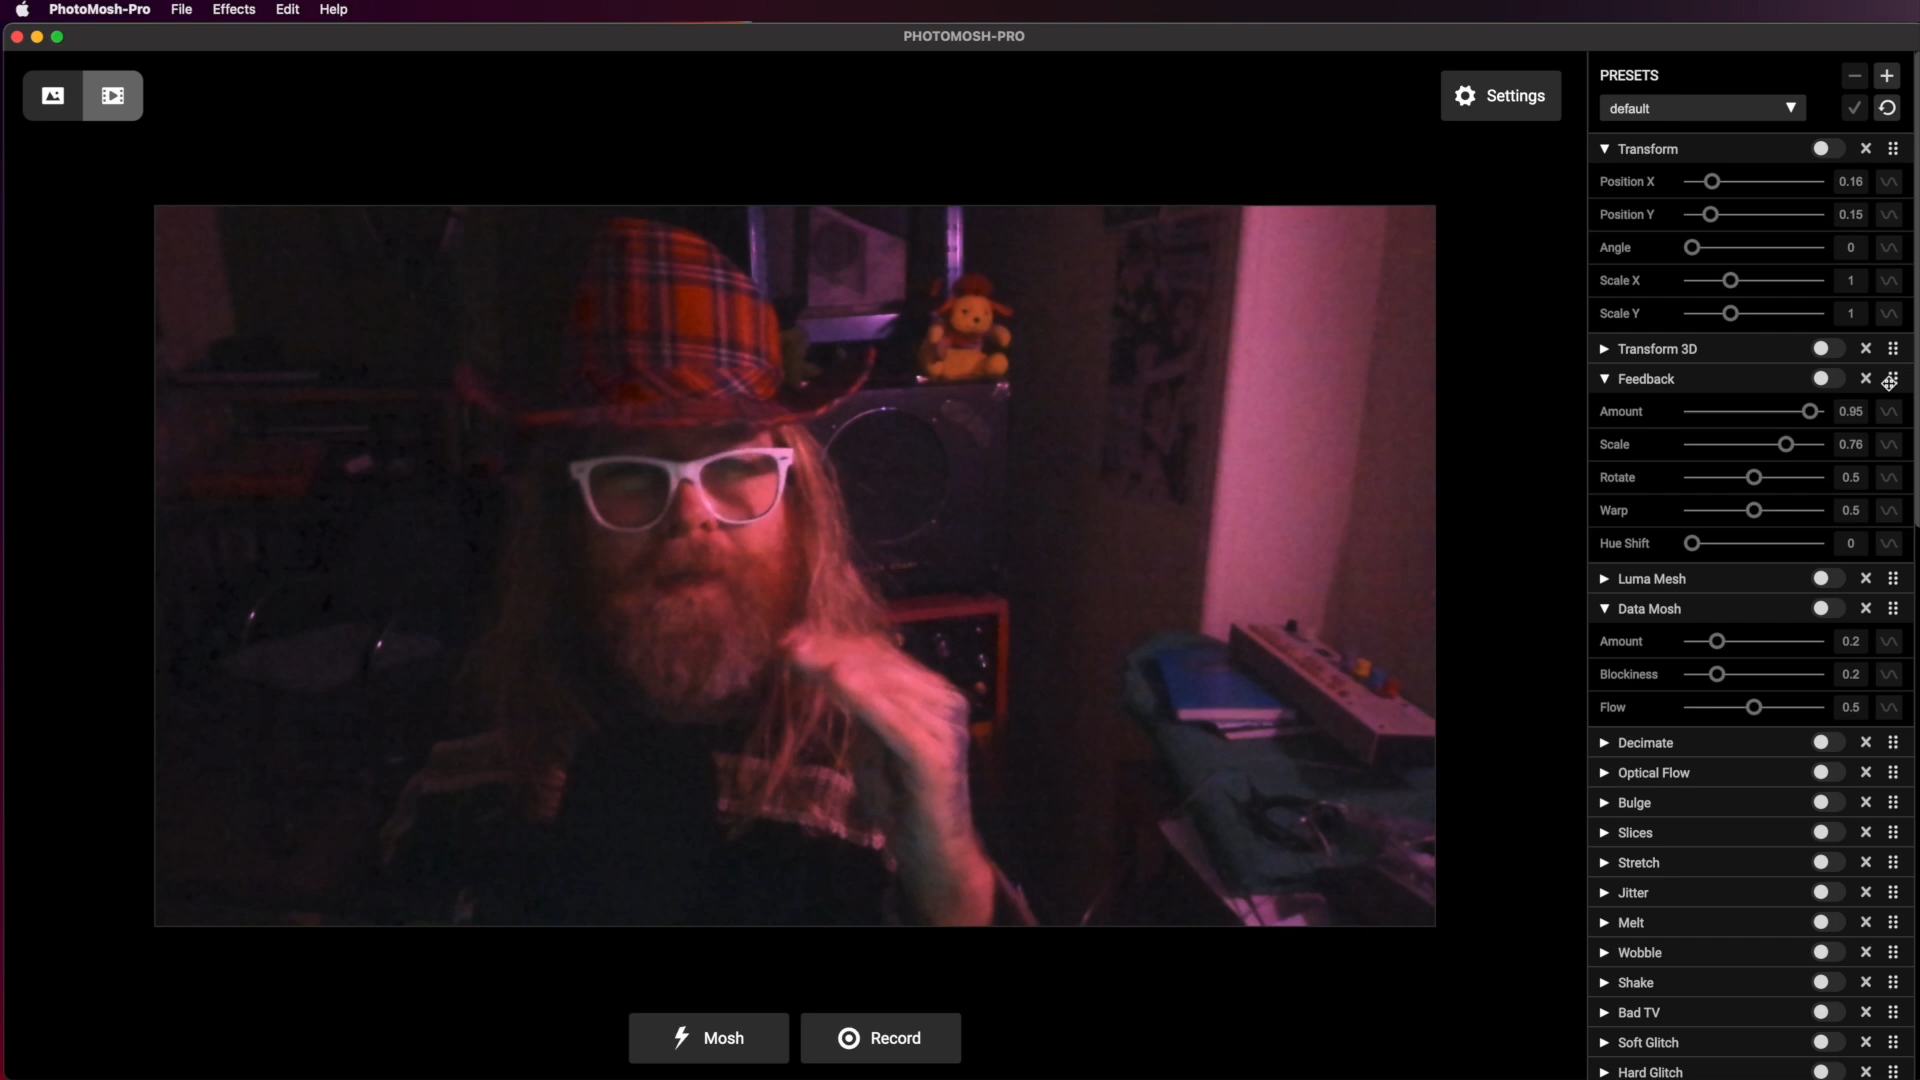 PhotoMosh-Pro File Effects Edit Help
PHOTOMOSH-PRO
Settings
PRESETS
default
Transform
Position X 0.16
Position Y 0.15
Angle 0
Scale X 1
Scale Y 1
Transform 3D
Feedback
Amount 0.95
Scale 0.76
Rotate 0.5
Warp 0.5
Hue Shift 0
Luma Mesh
Data Mosh
Amount 0.2
Blockiness 0.2
Flow 0.5
Decimate
Optical Flow
Bulge
Slices
Stretch
Jitter
Melt
Wobble
Shake
Bad TV
Soft Glitch
Hard Glitch
Mosh
Record